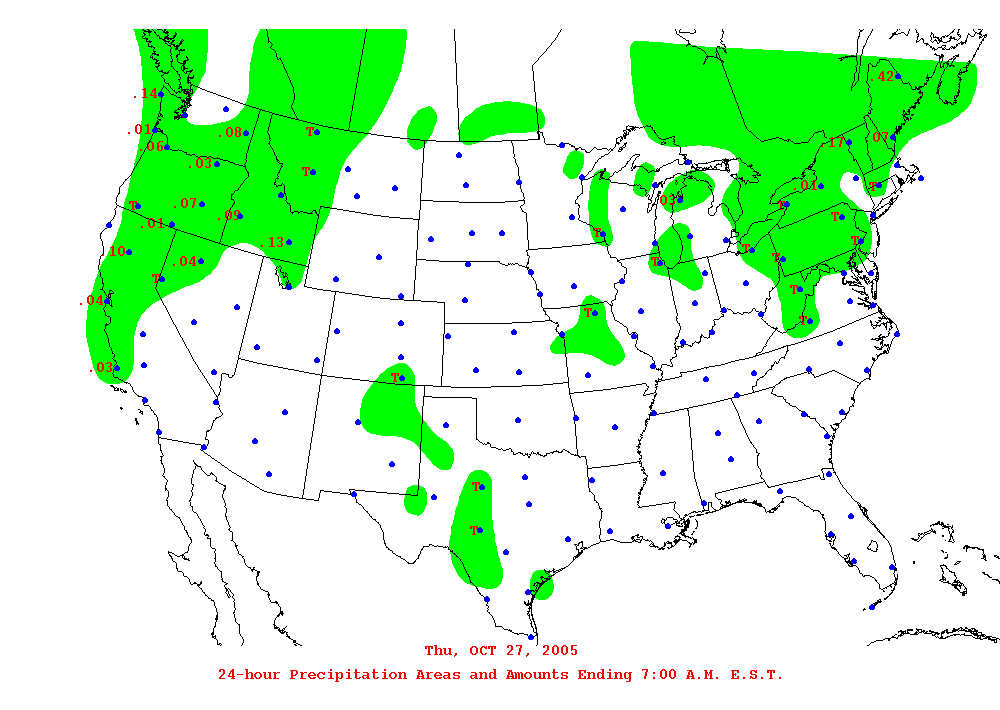 .42
.14
.01
.08
T
.06
.17
.07
.03
T
.01
T
.03
T
.07
T
.09
T
.01
T
T
.13
T
.10
T
.04
T
T
T
T
.04
T
T
.03
T
T
T
Thu, OCT 27, 2005
24-hour Precipitation Areas and Amounts Ending 7:00 A.M. E.S.T.